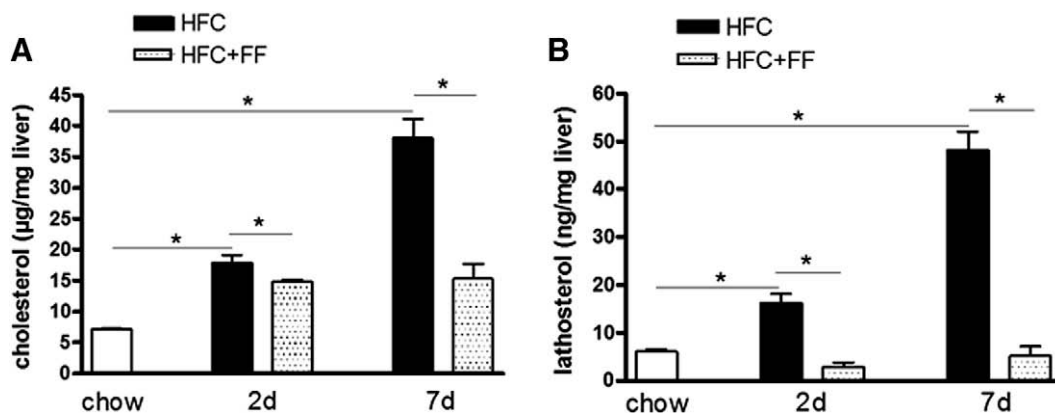 A
HFC
HFC+FF
cholesterol (µg/mg liver)
45
40
35
30
25
20
15
10
5
0
*
*
*
*
chow
2d
7d
B
HFC
HFC+FF
lathosterol (ng/mg liver)
60
50
40
30
20
10
0
*
*
*
*
chow
2d
7d